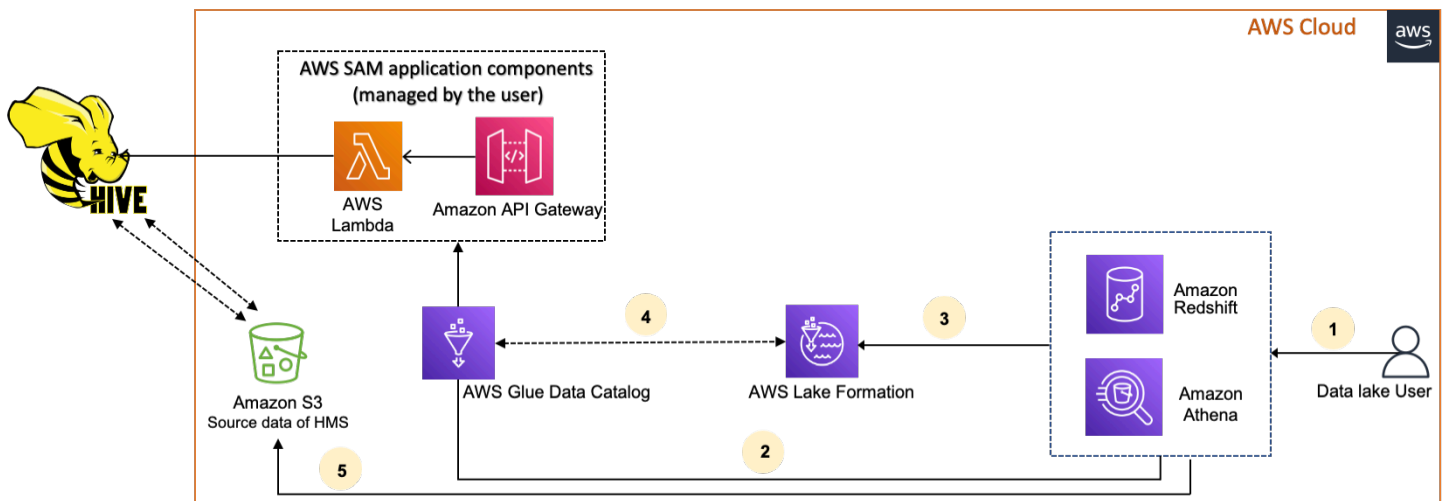 AWS Cloud
aws
AWS SAM application components
(managed by the user)
HIVE
AWS
Lambda
Amazon API Gateway
Amazon
Redshift
1
3
4
Amazon S3
Source data of HMS
AWS Glue Data Catalog
AWS Lake Formation
Amazon
Athena
Data lake User
2
5